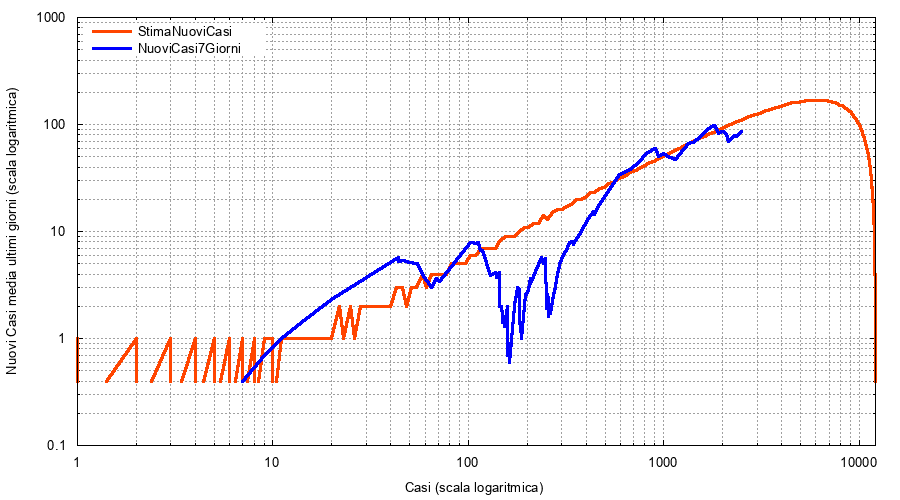 1000
StimaNuoviCasi
NuoviCasi7Giorni
100
10
1
0.1
Nuovi Casi media ultimi giorni (scala logaritmica)
1 10 100 1000 10000
Casi (scala logaritmica)